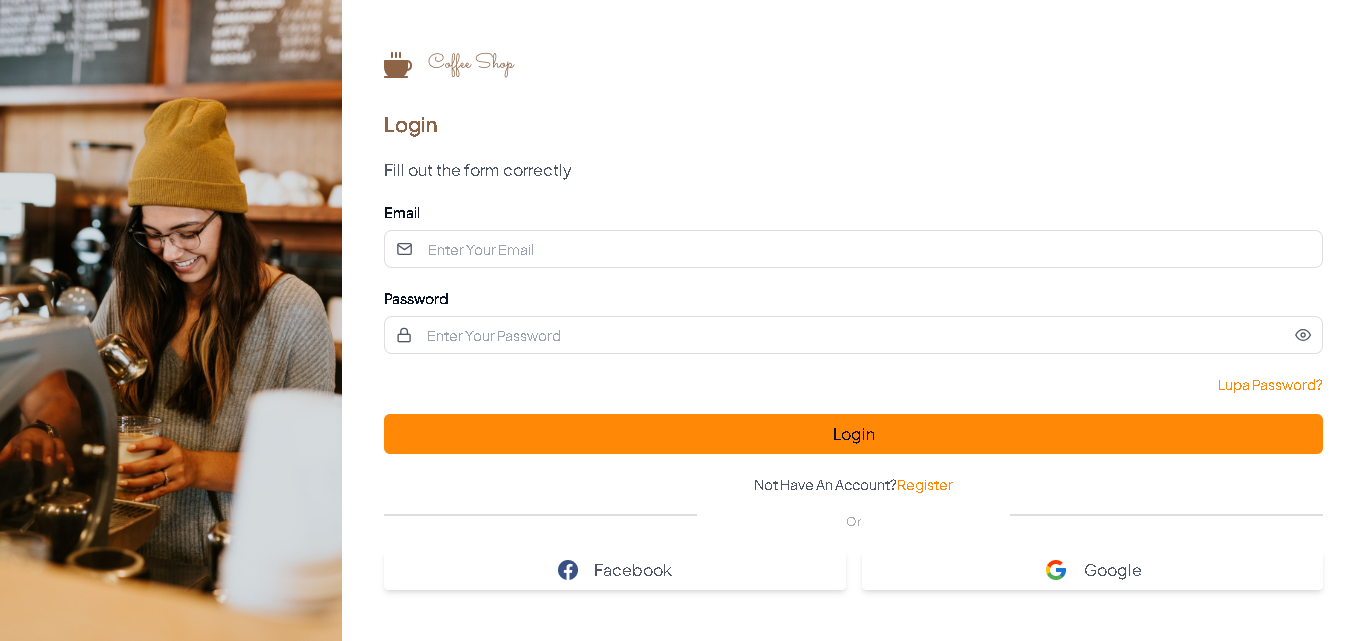 Coffee Shop
Login
Fill out the form correctly
Email
Enter Your Email
Password
Enter Your Password
Lupa Password?
Login
Not Have An Account?Register
Or
Facebook
Google